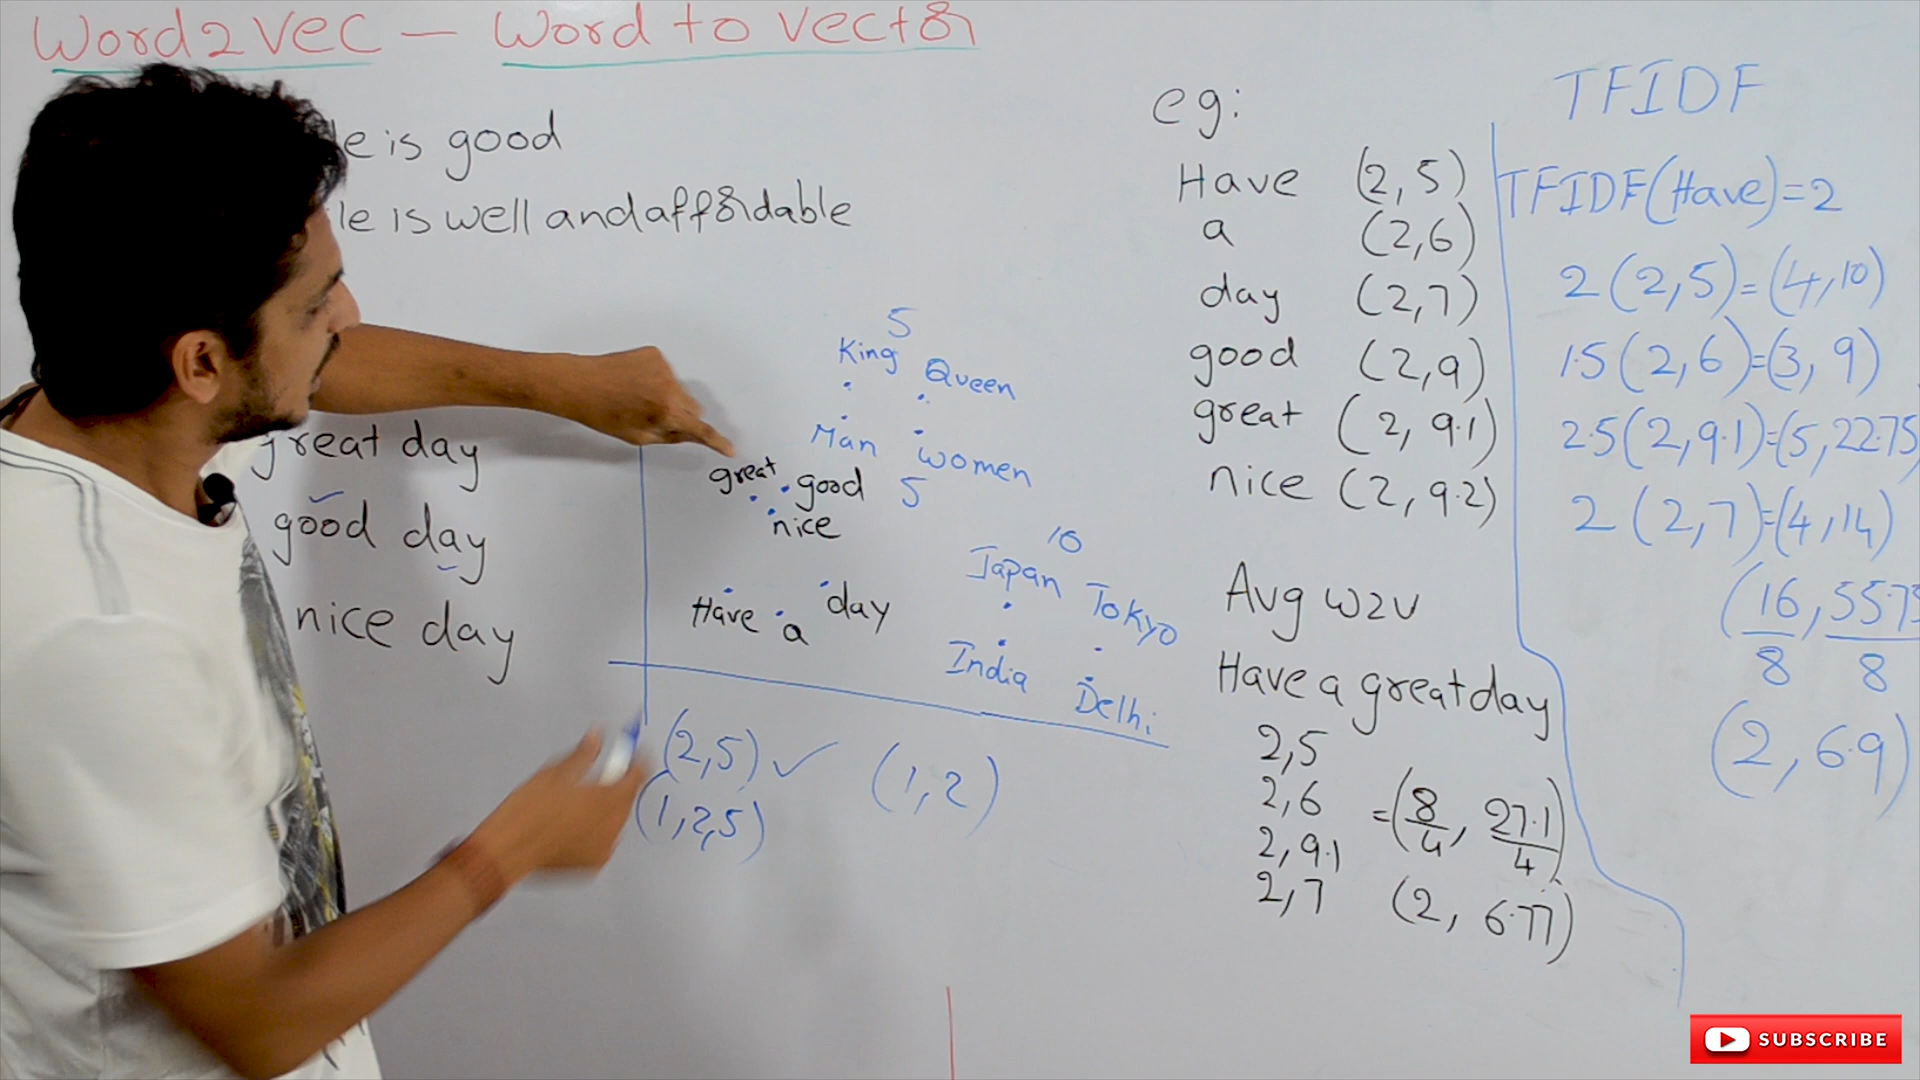 Word2Vec — Word to Vector
e is good
le is well and affordable
great day
good day
nice day
5
King Queen
Man Women
great good 5
nice
10
Japan Tokyo
Have a day
India Delhi
(2,5) ✓ (1,2)
(1,2,5)
eg:
Have (2,5)
a (2,6)
day (2,7)
good (2,9)
great (2, 9.1)
nice (2, 9.2)
Avg W2V
Have a great day
2,5
2,6
2,9.1
2,7
= (8/4, 27.1/4)
(2, 6.77)
TFIDF
TFIDF(Have)=2
2(2,5)=(4,10)
1.5(2,6)=(3,9)
2.5(2,9.1)=(5,22.75
2(2,7)=(4,14)
(16/8, 55.75/8
(2, 6.9)
SUBSCRIBE